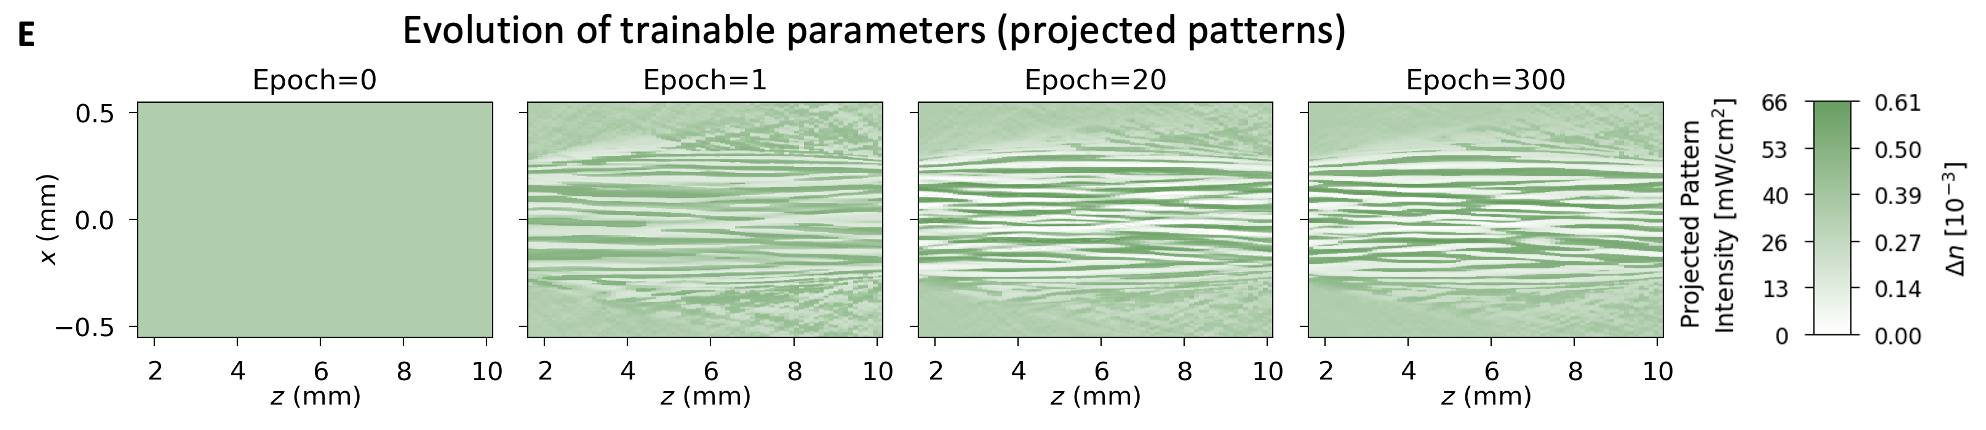 E
Evolution of trainable parameters (projected patterns)
Epoch=0
Epoch=1
Epoch=20
Epoch=300
0.5
0.0
−0.5
x (mm)
2 4 6 8 10
z (mm)
2 4 6 8 10
z (mm)
2 4 6 8 10
z (mm)
2 4 6 8 10
z (mm)
Projected Pattern
Intensity [mW/cm²]
66 0.61
53 0.50
40 0.39
26 0.27
13 0.14
0 0.00
Δn [10⁻³]